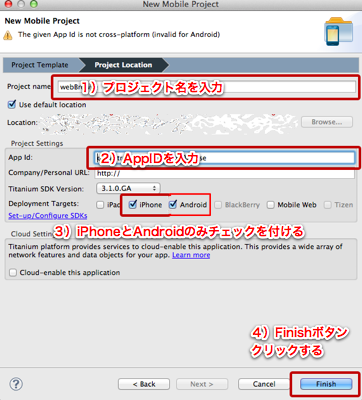 New Mobile Project
New Mobile Project
The given App Id is not cross-platform (invalid for Android)
Project Template
Project Location
Project name:
1）プロジェクト名を入力
Use default location
Location:
Browse...
Project Settings
App Id:
2）AppIDを入力
Company/Personal URL: http://
Titanium SDK Version: 3.1.0.GA
Deployment Targets: iPad iPhone Android BlackBerry Mobile Web Tizen
Set-up/Configure SDKs
3）iPhoneとAndroidのみチェックを付ける
Cloud Settings
Titanium platform provides services to cloud-enable this application. This provides a wide array of
network features and data objects for your app. Learn more
Cloud-enable this application
4）Finishボタン
クリックする
?
< Back
Next >
Cancel
Finish